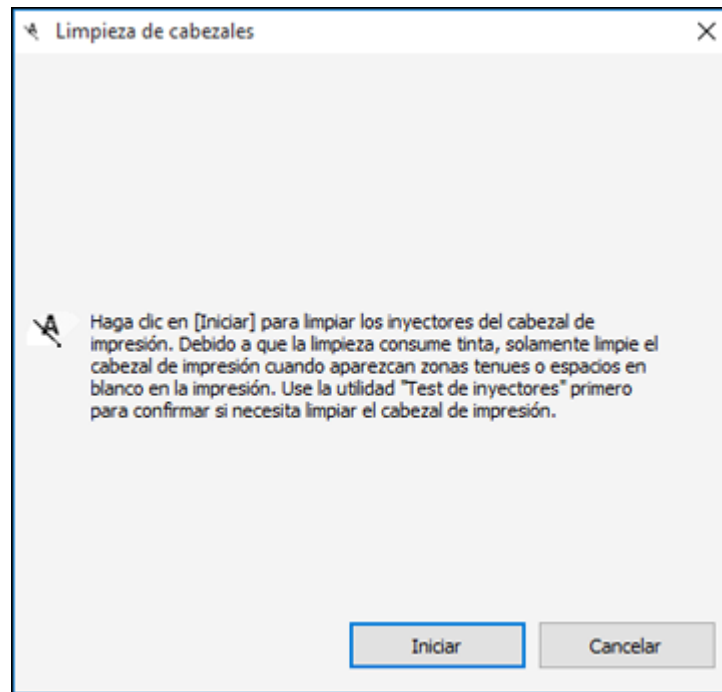 Limpieza de cabezales
Haga clic en [Iniciar] para limpiar los inyectores del cabezal de
impresión. Debido a que la limpieza consume tinta, solamente limpie el
cabezal de impresión cuando aparezcan zonas tenues o espacios en
blanco en la impresión. Use la utilidad "Test de inyectores" primero
para confirmar si necesita limpiar el cabezal de impresión.
Iniciar
Cancelar